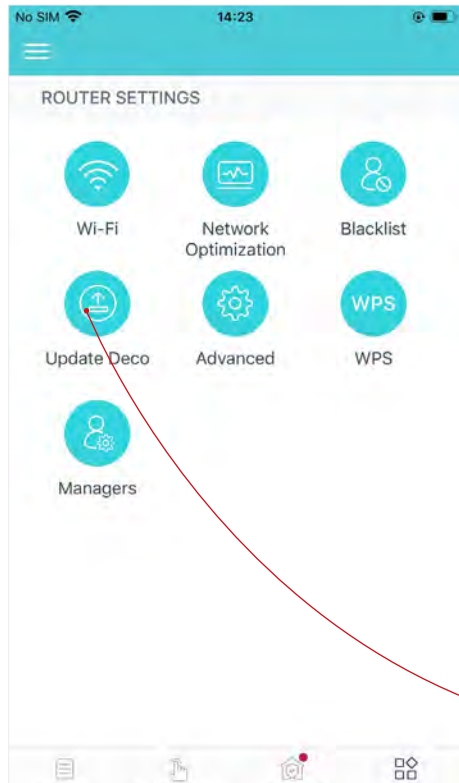 No SIM 14:23
ROUTER SETTINGS
Wi-Fi Network Optimization Blacklist
Update Deco Advanced WPS WPS
Managers